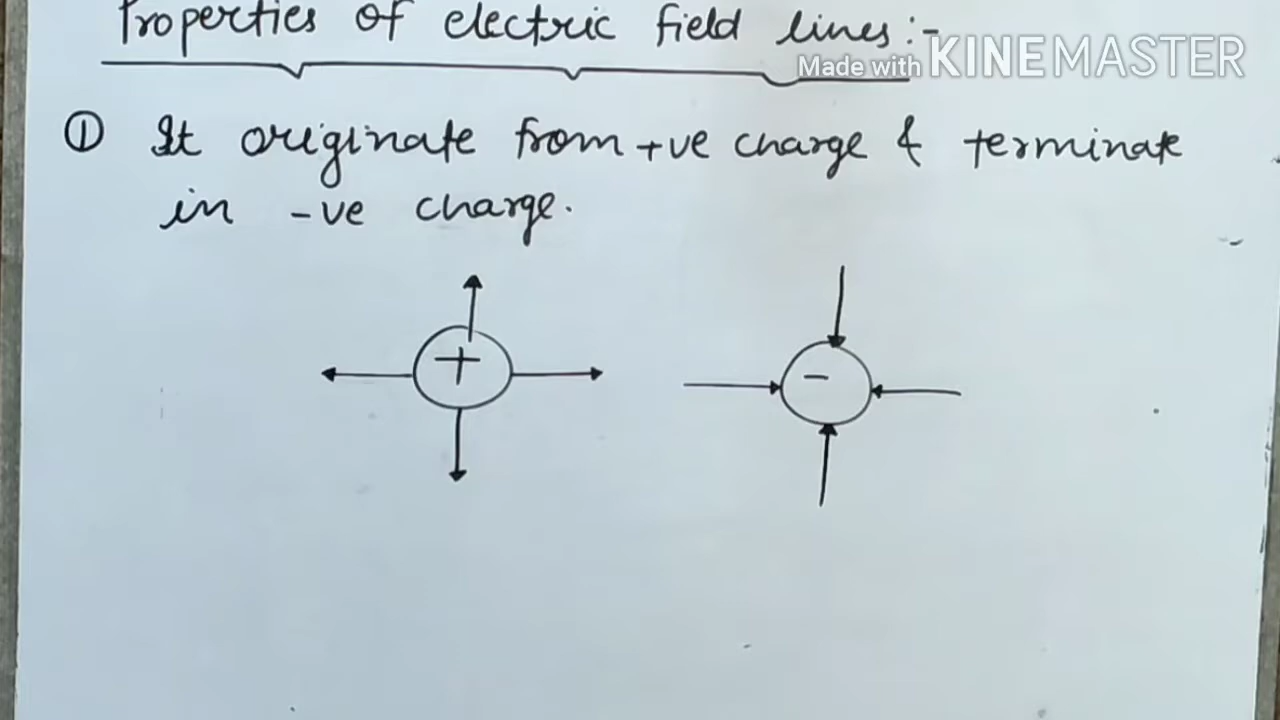 Properties of electric field lines :-
Made with KINEMASTER
① It originate from +ve charge & terminate
in -ve charge.
+
-